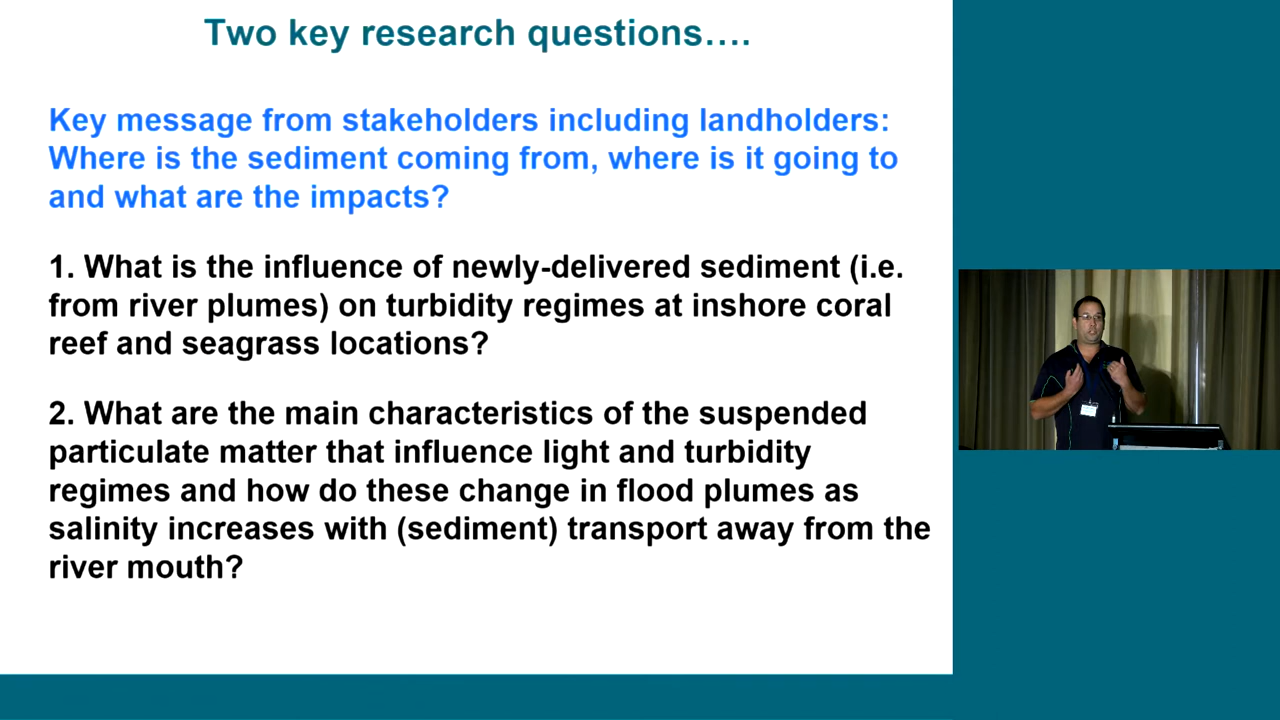 Two key research questions....
Key message from stakeholders including landholders:
Where is the sediment coming from, where is it going to
and what are the impacts?
1. What is the influence of newly-delivered sediment (i.e.
from river plumes) on turbidity regimes at inshore coral
reef and seagrass locations?
2. What are the main characteristics of the suspended
particulate matter that influence light and turbidity
regimes and how do these change in flood plumes as
salinity increases with (sediment) transport away from the
river mouth?